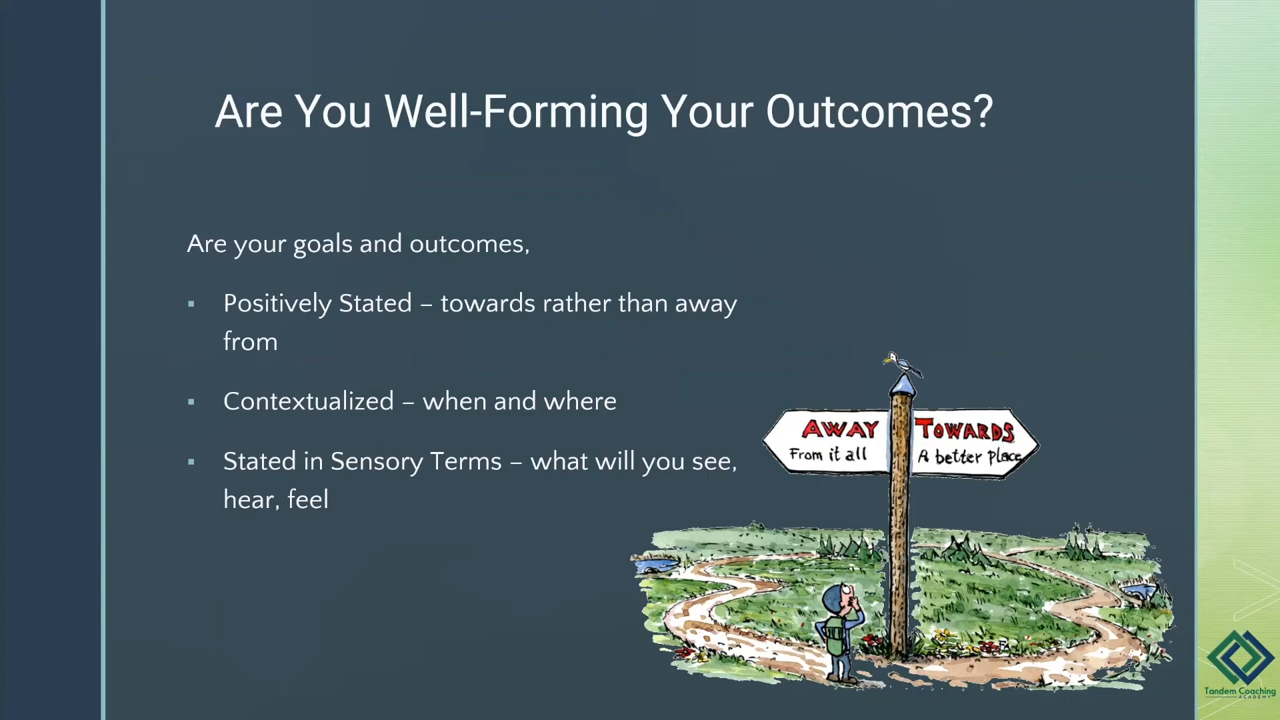 Are You Well-Forming Your Outcomes?
Are your goals and outcomes,
▪ Positively Stated – towards rather than away
from
▪ Contextualized – when and where
▪ Stated in Sensory Terms – what will you see,
hear, feel
AWAY
From it all
TOWARDS
A better place
Tandem Coaching
ACADEMY